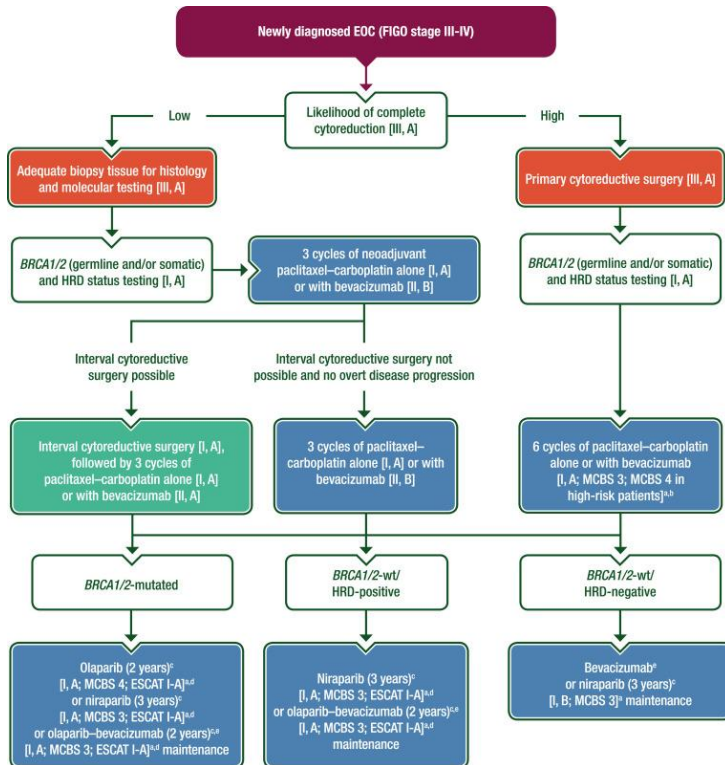 Newly diagnosed EOC (FIGO stage III-IV)
Low
Likelihood of complete
cytoreduction [III, A]
High
Adequate biopsy tissue for histology
and molecular testing [III, A]
Primary cytoreductive surgery [III, A]
BRCA1/2 (germline and/or somatic)
and HRD status testing [I, A]
3 cycles of neoadjuvant
paclitaxel–carboplatin alone [I, A]
or with bevacizumab [II, B]
BRCA1/2 (germline and/or somatic)
and HRD status testing [I, A]
Interval cytoreductive
surgery possible
Interval cytoreductive surgery not
possible and no overt disease progression
Interval cytoreductive surgery [I, A],
followed by 3 cycles of
paclitaxel–carboplatin alone [I, A]
or with bevacizumab [II, A]
3 cycles of paclitaxel–
carboplatin alone [I, A] or with
bevacizumab [II, B]
6 cycles of paclitaxel–carboplatin
alone or with bevacizumab
[I, A; MCBS 3; MCBS 4 in
high-risk patients]a,b
BRCA1/2-mutated
BRCA1/2-wt/
HRD-positive
BRCA1/2-wt/
HRD-negative
Olaparib (2 years)c
[I, A; MCBS 4; ESCAT I-A]a,d
or niraparib (3 years)c
[I, A; MCBS 3; ESCAT I-A]a,d
or olaparib–bevacizumab (2 years)c,e
[I, A; MCBS 3; ESCAT I-A]a,d maintenance
Niraparib (3 years)c
[I, A; MCBS 3; ESCAT I-A]a,d
or olaparib–bevacizumab (2 years)c,e
[I, A; MCBS 3; ESCAT I-A]a,d
maintenance
Bevacizumabe
or niraparib (3 years)c
[I, B; MCBS 3]a maintenance